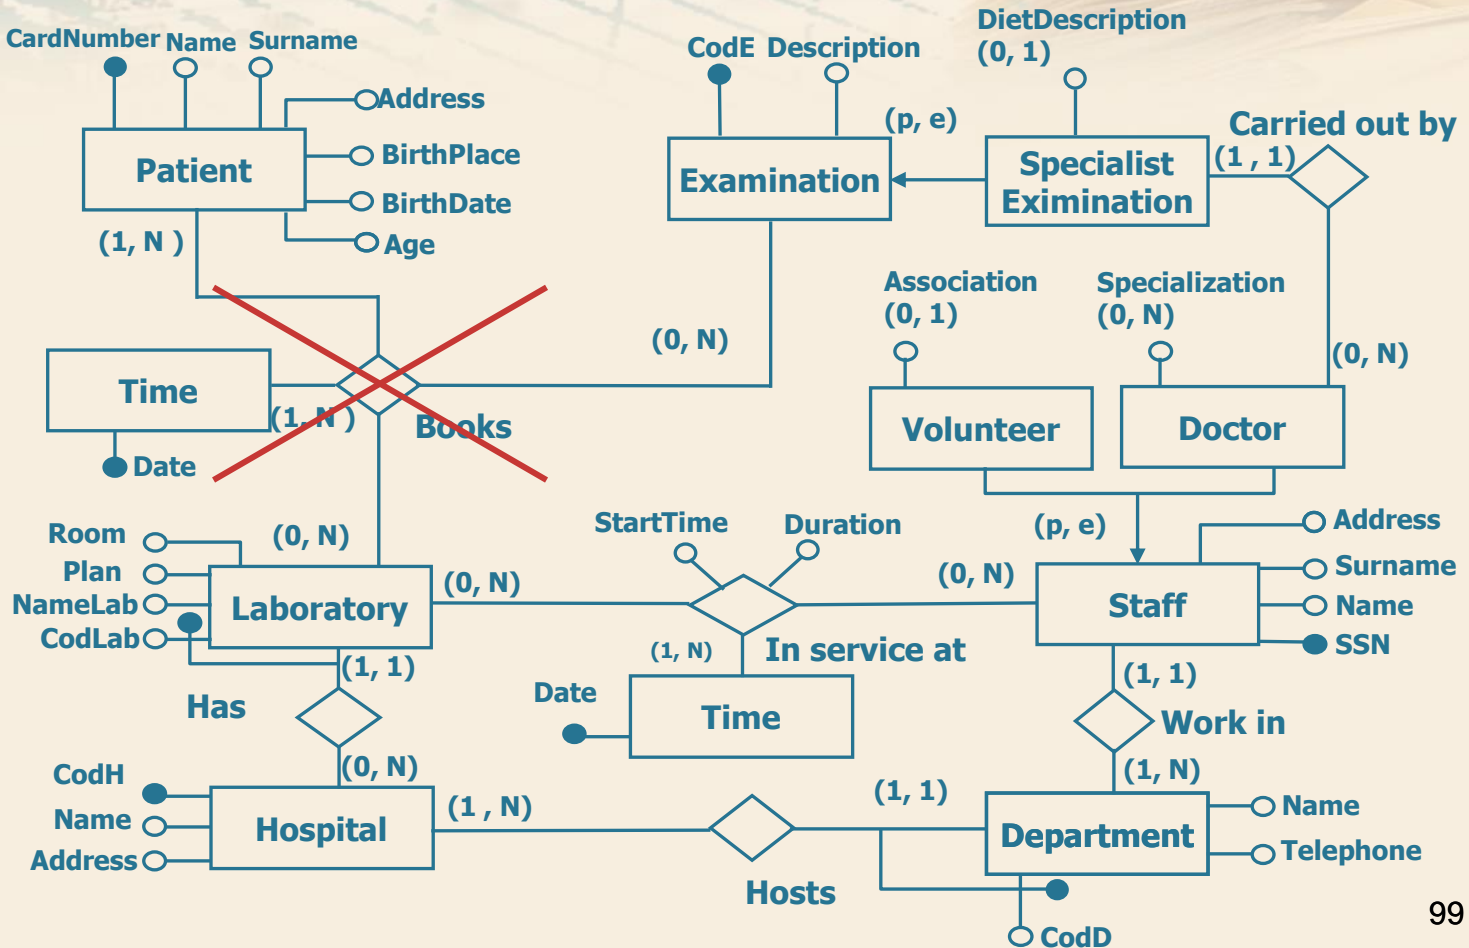 DietDescription
(0, 1)
CardNumber Name Surname
CodE Description
Address
(p, e)
Carried out by
Patient
BirthPlace
Examination
Specialist
Eximination
(1 , 1)
BirthDate
(1, N )
Age
Association
(0, 1)
Specialization
(0, N)
(0, N)
(0, N)
Time
(1, N )
Books
Volunteer
Doctor
Date
Room
(0, N)
StartTime
Duration
(p, e)
Address
Plan
(0, N)
(0, N)
Surname
NameLab
Laboratory
Staff
Name
CodLab
SSN
(1, 1)
(1, N)
In service at
(1, 1)
Has
Date
Time
Work in
CodH
(0, N)
(1, N)
Name
(1 , N)
(1, 1)
Name
Hospital
Department
Address
Telephone
Hosts
CodD
99